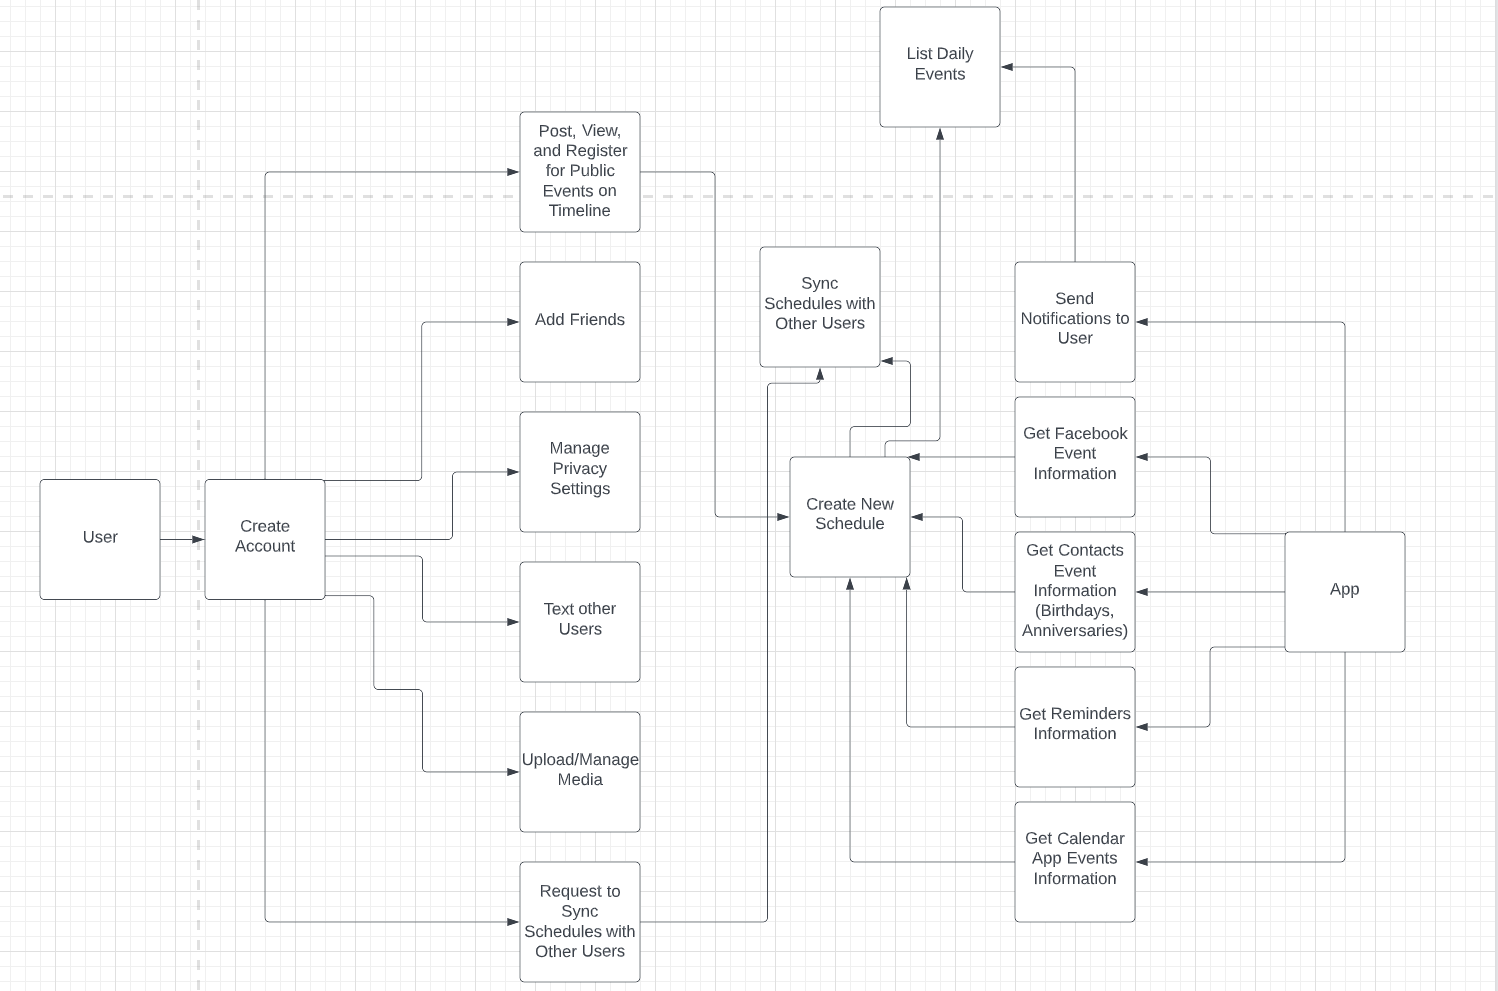 List Daily
Events
Post, View,
and Register
for Public
Events on
Timeline
Sync
Schedules with
Other Users
Send
Notifications to
User
Add Friends
Manage
Privacy
Settings
Get Facebook
Event
Information
User
Create
Account
Create New
Schedule
Get Contacts
Event
Information
(Birthdays,
Anniversaries)
App
Text other
Users
Get Reminders
Information
Upload/Manage
Media
Get Calendar
App Events
Information
Request to
Sync
Schedules with
Other Users